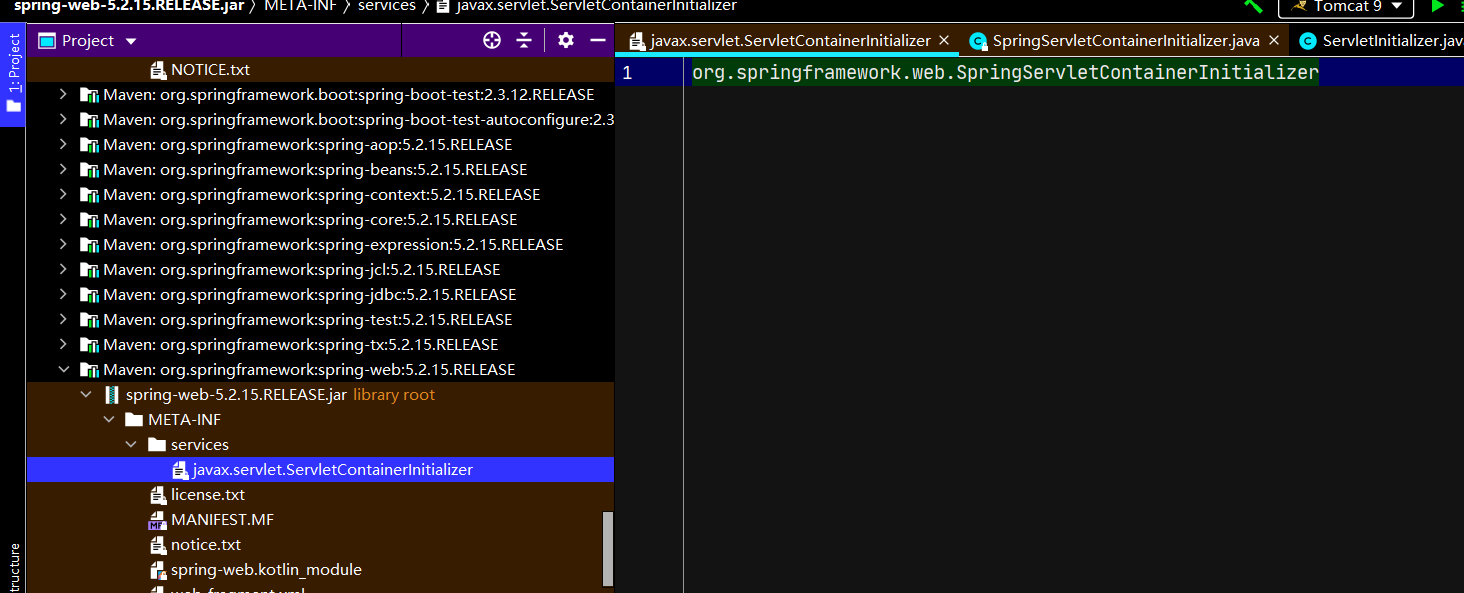 spring-web-5.2.15.RELEASE.jar › META-INF › services › javax.servlet.ServletContainerInitializer
Tomcat 9
1: Project
Project
javax.servlet.ServletContainerInitializer
SpringServletContainerInitializer.java
ServletInitializer.jav
NOTICE.txt
1 org.springframework.web.SpringServletContainerInitializer
Maven: org.springframework.boot:spring-boot-test:2.3.12.RELEASE
Maven: org.springframework.boot:spring-boot-test-autoconfigure:2.3
Maven: org.springframework:spring-aop:5.2.15.RELEASE
Maven: org.springframework:spring-beans:5.2.15.RELEASE
Maven: org.springframework:spring-context:5.2.15.RELEASE
Maven: org.springframework:spring-core:5.2.15.RELEASE
Maven: org.springframework:spring-expression:5.2.15.RELEASE
Maven: org.springframework:spring-jcl:5.2.15.RELEASE
Maven: org.springframework:spring-jdbc:5.2.15.RELEASE
Maven: org.springframework:spring-test:5.2.15.RELEASE
Maven: org.springframework:spring-tx:5.2.15.RELEASE
Maven: org.springframework:spring-web:5.2.15.RELEASE
spring-web-5.2.15.RELEASE.jar library root
META-INF
services
javax.servlet.ServletContainerInitializer
license.txt
MANIFEST.MF
notice.txt
spring-web.kotlin_module
web-fragment.xml
tructure